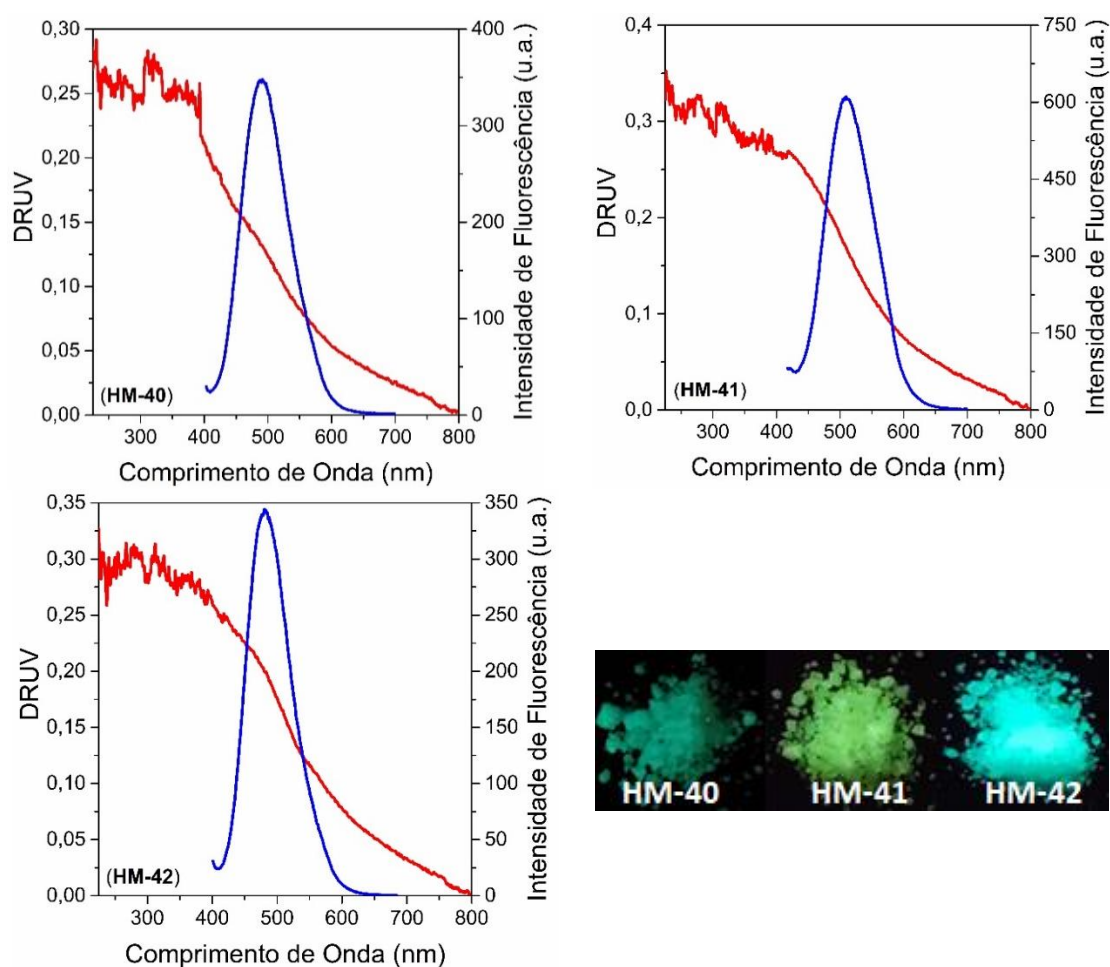 DRUV
0,30
0,25
0,20
0,15
0,10
0,05
0,00
400
300
200
100
0
Intensidade de Fluorescência (u.a.)
(HM-40)
300 400 500 600 700 800
Comprimento de Onda (nm)
DRUV
0,4
0,3
0,2
0,1
0,0
750
600
450
300
150
0
Intensidade de Fluorescência (u.a.)
(HM-41)
300 400 500 600 700 800
Comprimento de Onda (nm)
DRUV
0,35
0,30
0,25
0,20
0,15
0,10
0,05
0,00
350
300
250
200
150
100
50
0
Intensidade de Fluorescência (u.a.)
(HM-42)
300 400 500 600 700 800
Comprimento de Onda (nm)
HM-40 HM-41 HM-42